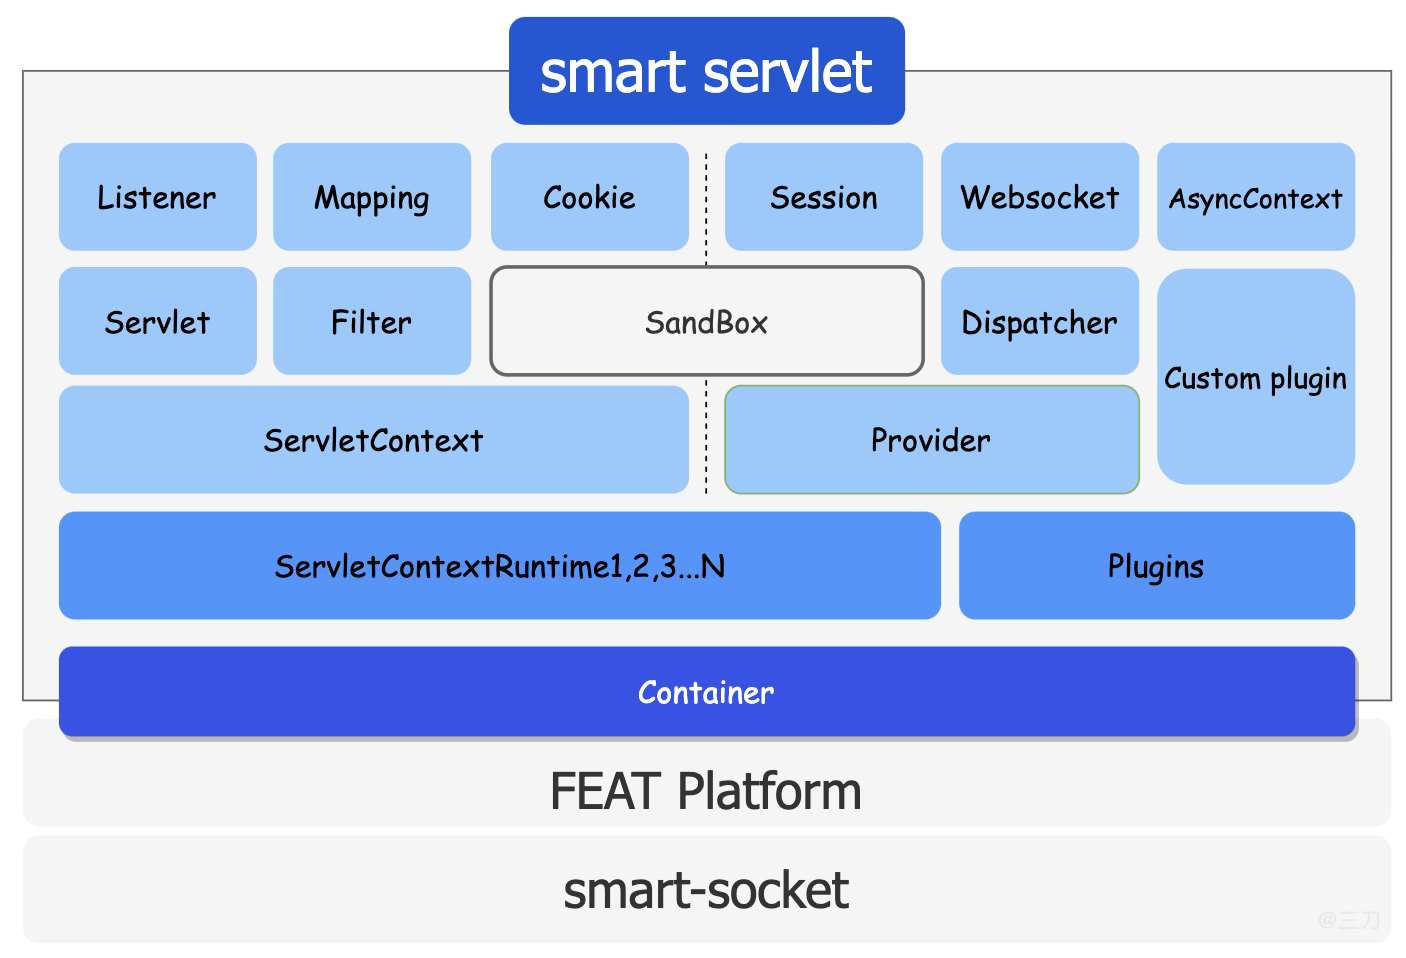 smart servlet
Listener
Mapping
Cookie
Session
Websocket
AsyncContext
Servlet
Filter
SandBox
Dispatcher
Custom plugin
ServletContext
Provider
ServletContextRuntime1,2,3...N
Plugins
Container
FEAT Platform
smart-socket
@三刀